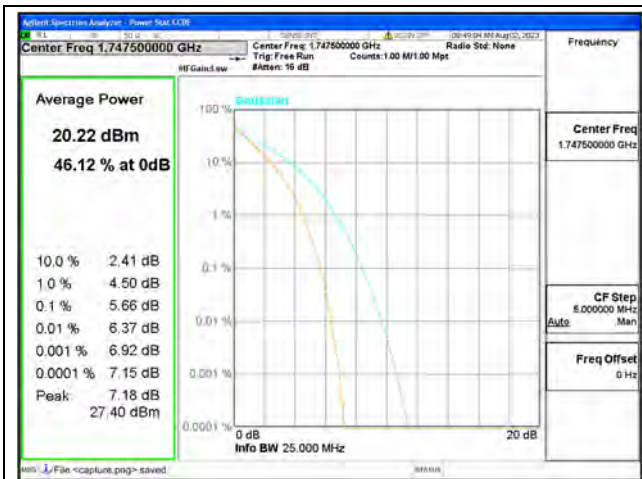 Agilent Spectrum Analyzer - Power Stat CCDF
Center Freq 1.747500000 GHz
Center Freq: 1.747500000 GHz
Radio Std: None
Trig: Free Run
Counts:1.00 M/1.00 Mpt
#IFGain:Low
#Atten: 16 dB
Frequency
Average Power
20.22 dBm
46.12 % at 0dB
10.0 % 2.41 dB
1.0 % 4.50 dB
0.1 % 5.66 dB
0.01 % 6.37 dB
0.001 % 6.92 dB
0.0001 % 7.15 dB
Peak 7.18 dB
27.40 dBm
Gaussian
100 %
10 %
1 %
0.1 %
0.01 %
0.001 %
0.0001 %
0 dB
20 dB
Info BW 25.000 MHz
Center Freq
1.747500000 GHz
CF Step
5.000000 MHz
Auto Man
Freq Offset
0 Hz
MSG File <capture.png> saved
STATUS